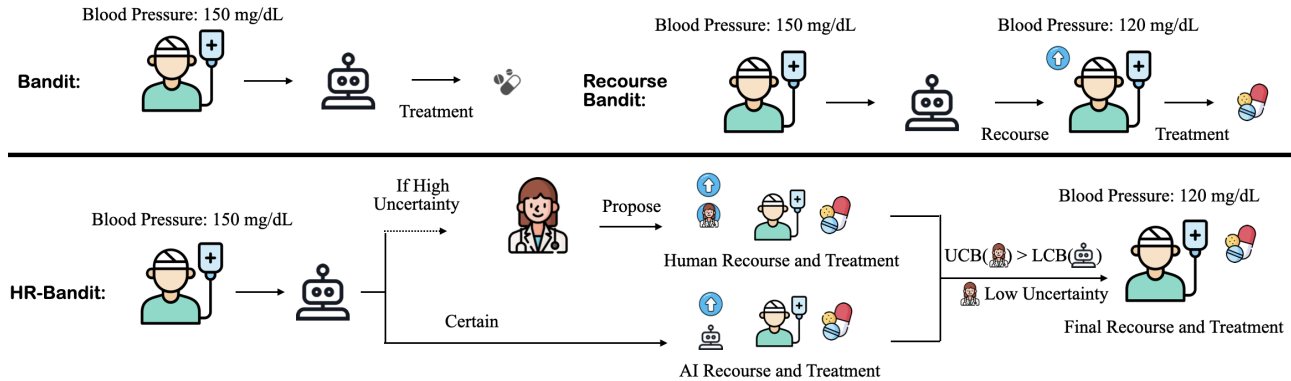 Blood Pressure: 150 mg/dL
Bandit:
Treatment
Blood Pressure: 150 mg/dL
Blood Pressure: 120 mg/dL
Recourse
Bandit:
Recourse
Treatment
HR-Bandit:
Blood Pressure: 150 mg/dL
If High
Uncertainty
Propose
Human Recourse and Treatment
Certain
AI Recourse and Treatment
UCB( ) > LCB( )
Low Uncertainty
Blood Pressure: 120 mg/dL
Final Recourse and Treatment